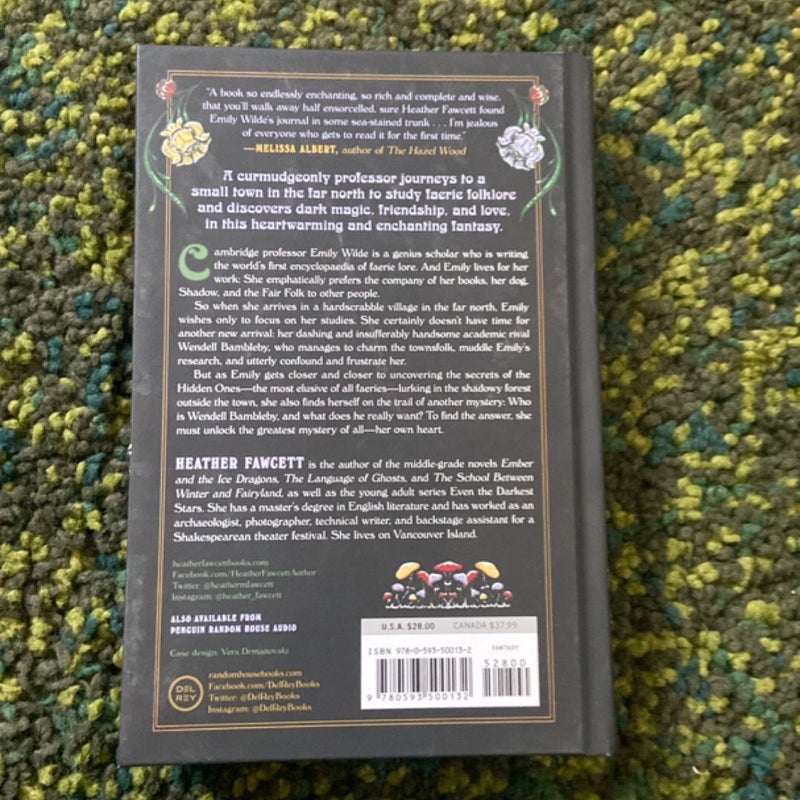 "A book so endlessly enchanting, so rich and complete and wise,
that you'll walk away half ensorcelled, sure Heather Fawcett found
Emily Wilde's journal in some sea-stained trunk . . . I'm jealous
of everyone who gets to read it for the first time."
—MELISSA ALBERT, author of The Hazel Wood
A curmudgeonly professor journeys to a
small town in the far north to study faerie folklore
and discovers dark magic, friendship, and love,
in this heartwarming and enchanting fantasy.
Cambridge professor Emily Wilde is a genius scholar who is writing
the world's first encyclopaedia of faerie lore. And Emily lives for her
work: She emphatically prefers the company of her books, her dog,
Shadow, and the Fair Folk to other people.
So when she arrives in a hardscrabble village in the far north, Emily
wishes only to focus on her studies. She certainly doesn't have time for
another new arrival: her dashing and insufferably handsome academic rival
Wendell Bambleby, who manages to charm the townsfolk, muddle Emily's
research, and utterly confound and frustrate her.
But as Emily gets closer and closer to uncovering the secrets of the
Hidden Ones—the most elusive of all faeries—lurking in the shadowy forest
outside the town, she also finds herself on the trail of another mystery: Who
is Wendell Bambleby, and what does he really want? To find the answer, she
must unlock the greatest mystery of all—her own heart.
HEATHER FAWCETT is the author of the middle-grade novels Ember
and the Ice Dragons, The Language of Ghosts, and The School Between
Winter and Fairyland, as well as the young adult series Even the Darkest
Stars. She has a master's degree in English literature and has worked as an
archaeologist, photographer, technical writer, and backstage assistant for a
Shakespearean theater festival. She lives on Vancouver Island.
heatherfawcettbooks.com
Facebook.com/HeatherFawcettAuthor
Twitter: @heathermfawcett
Instagram: @heather_fawcett
ALSO AVAILABLE FROM
PENGUIN RANDOM HOUSE AUDIO
Case design: Vera Drmanovski
DEL
REY
randomhousebooks.com
Facebook.com/DelReyBooks
Twitter: @DelReyBooks
Instagram: @DelReyBooks
U.S.A. $28.00 CANADA $37.99
ISBN 978-0-593-50013-2
FANTASY
52800
9 780593 500132